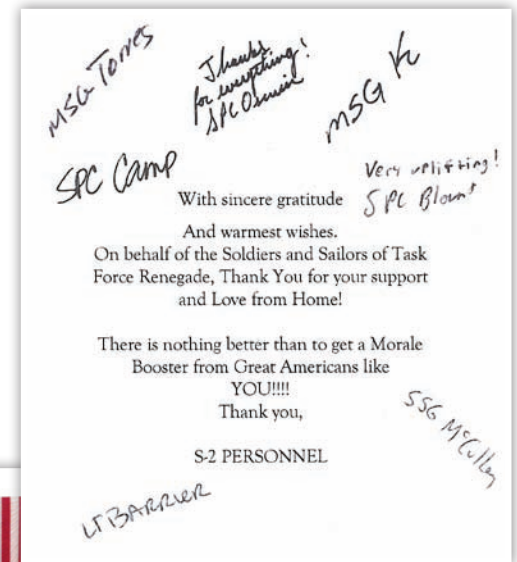 MSG Torres
Thanks
for everything!
SPC
MSG K
SPC Camp
Very uplifting!
SPC Blount
With sincere gratitude
And warmest wishes.
On behalf of the Soldiers and Sailors of Task
Force Renegade, Thank You for your support
and Love from Home!
There is nothing better than to get a Morale
Booster from Great Americans like
YOU!!!!
Thank you,
SSG McCulley
S-2 PERSONNEL
LT BARRIER